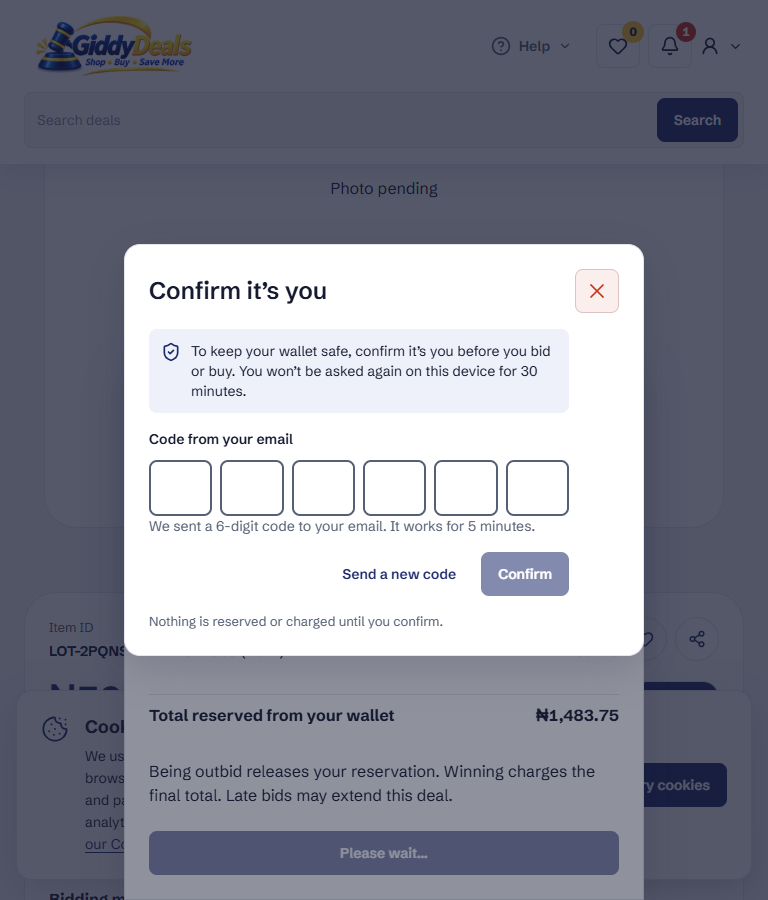 GiddyDeals
Shop • Buy • Save More
Help
0
1
Search deals
Search
Photo pending
Confirm it’s you
To keep your wallet safe, confirm it’s you before you bid
or buy. You won’t be asked again on this device for 30
minutes.
Code from your email
We sent a 6-digit code to your email. It works for 5 minutes.
Send a new code
Confirm
Nothing is reserved or charged until you confirm.
Item ID
Total reserved from your wallet
₦1,483.75
We
cookies
and
Being outbid releases your reservation. Winning charges the
final total. Late bids may extend this deal.
our
Please wait...
Bidding